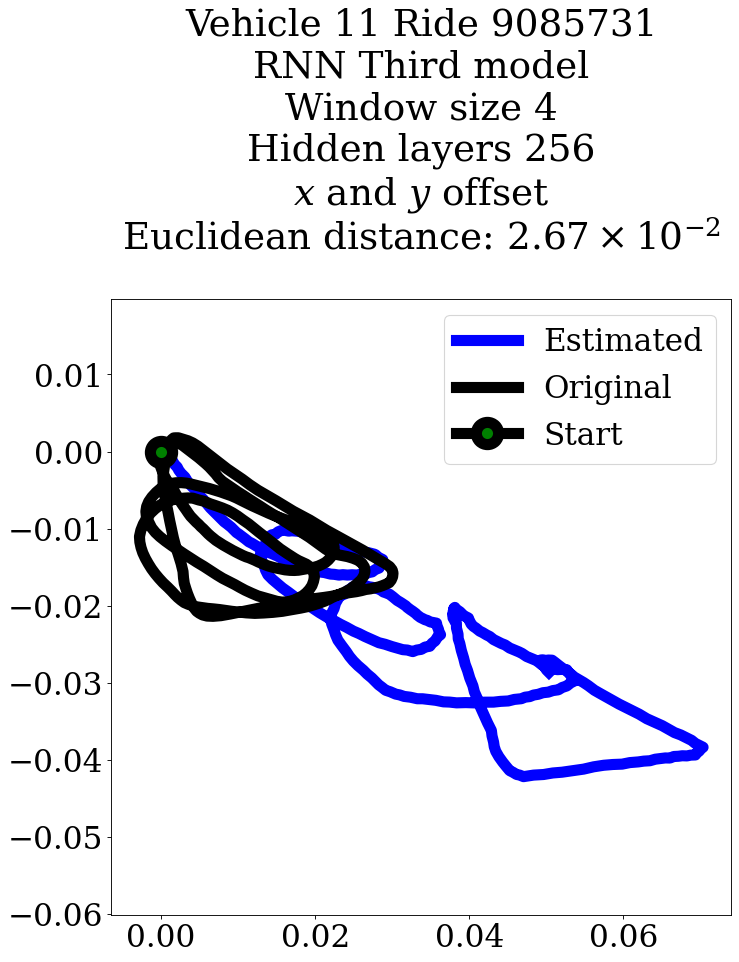 Vehicle 11 Ride 9085731
RNN Third model
Window size 4
Hidden layers 256
x and y offset
Euclidean distance: 2.67 × 10⁻²
Estimated
Original
Start
0.01
0.00
−0.01
−0.02
−0.03
−0.04
−0.05
−0.06
0.00 0.02 0.04 0.06